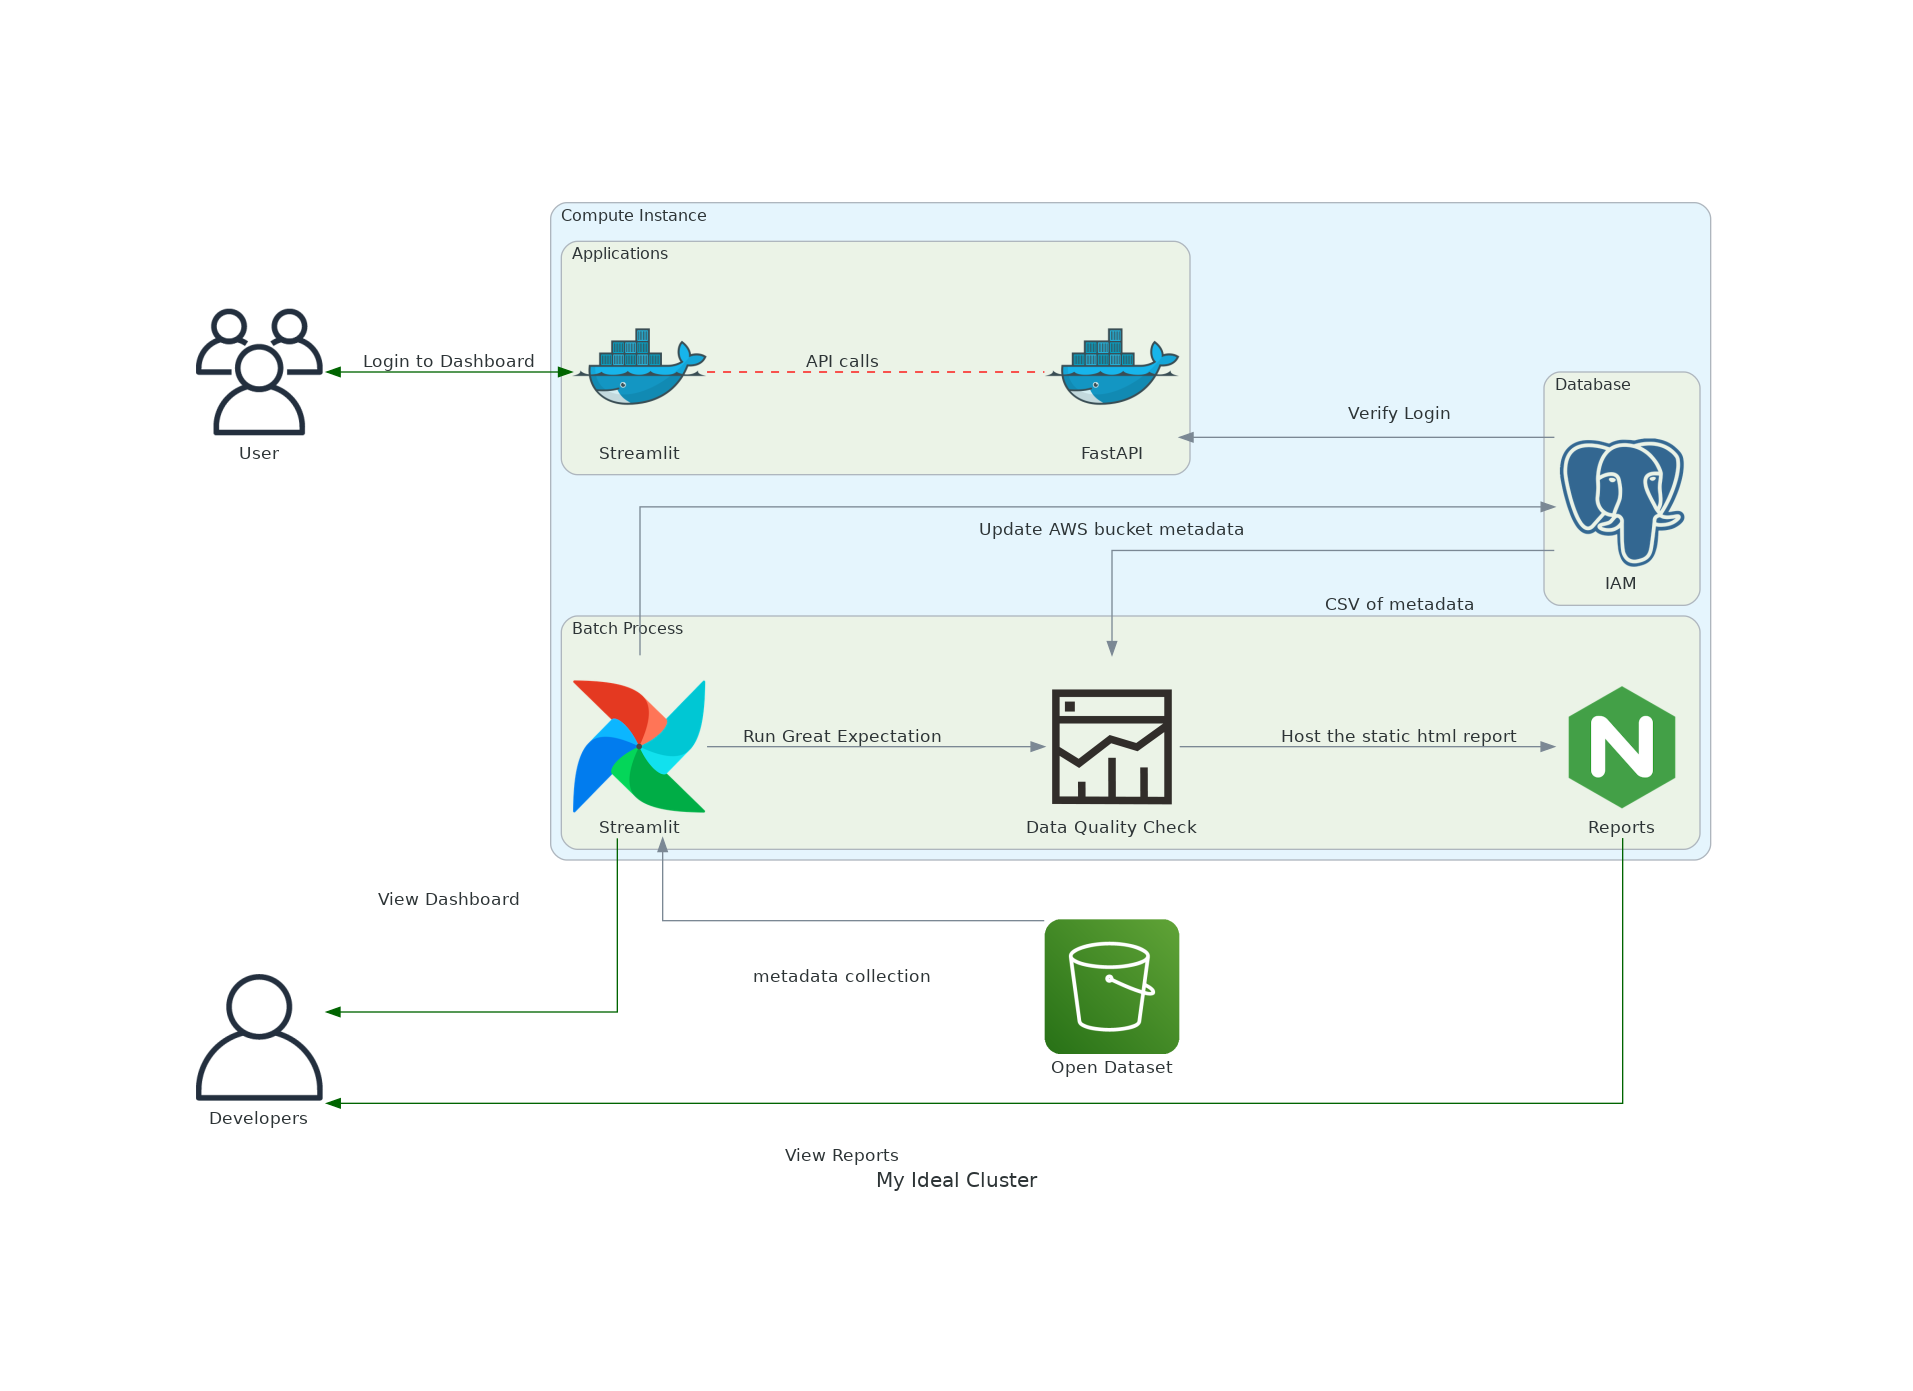 Compute Instance
Applications
Login to Dashboard
API calls
User
Streamlit
FastAPI
Database
Verify Login
IAM
Update AWS bucket metadata
CSV of metadata
Batch Process
Run Great Expectation
Host the static html report
Streamlit
Data Quality Check
Reports
View Dashboard
metadata collection
Open Dataset
Developers
View Reports
My Ideal Cluster